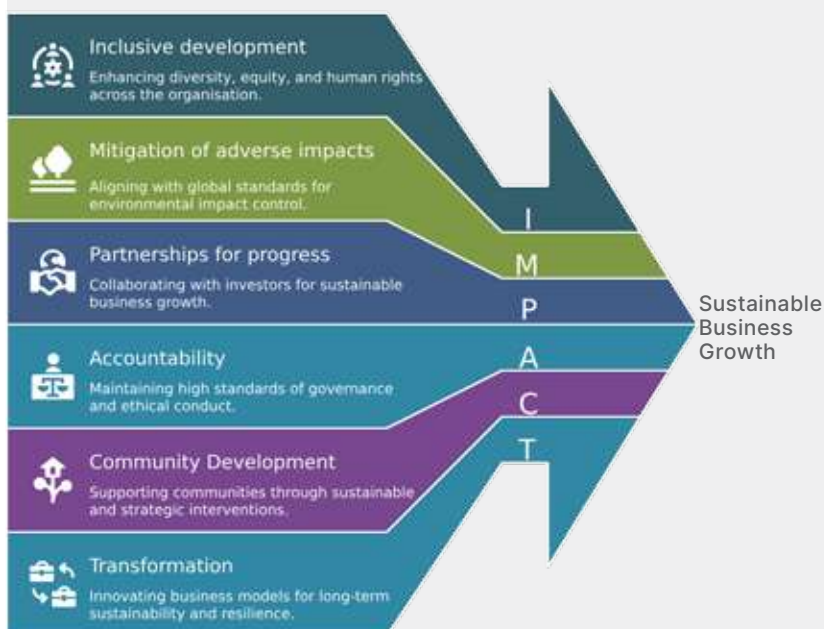 Inclusive development
Enhancing diversity, equity, and human rights
across the organisation.
Mitigation of adverse impacts
Aligning with global standards for
environmental impact control.
Partnerships for progress
Collaborating with investors for sustainable
business growth.
Accountability
Maintaining high standards of governance
and ethical conduct.
Community Development
Supporting communities through sustainable
and strategic interventions.
Transformation
Innovating business models for long-term
sustainability and resilience.
I
M
P
A
C
T
Sustainable
Business
Growth